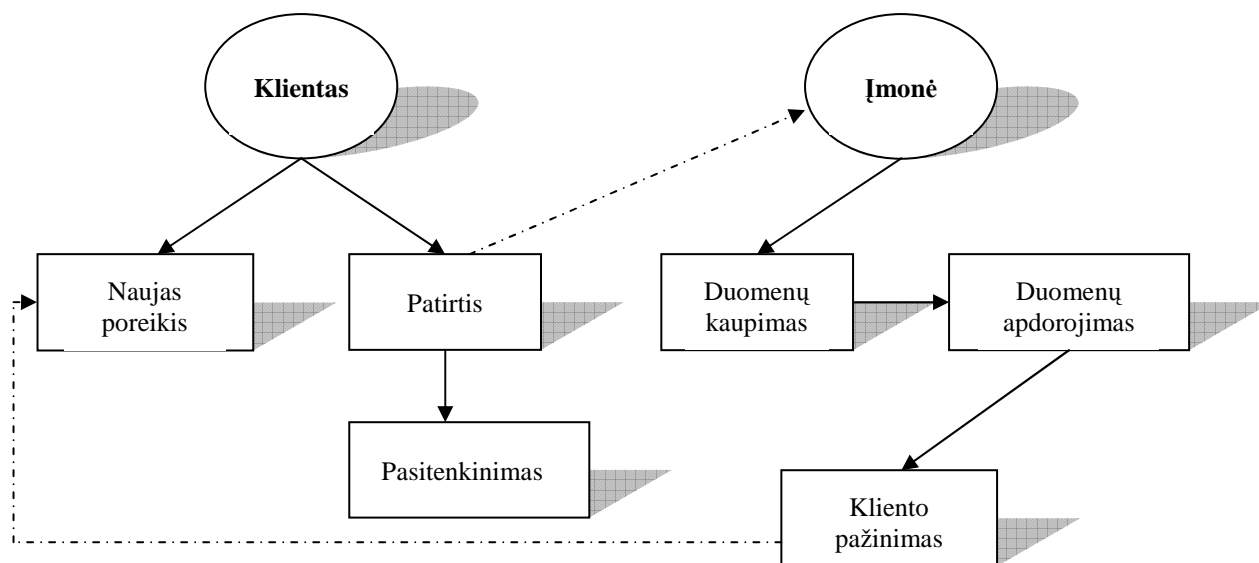 Klientas
Įmonė
Naujas
poreikis
Patirtis
Duomenų
kaupimas
Duomenų
apdorojimas
Pasitenkinimas
Kliento
pažinimas